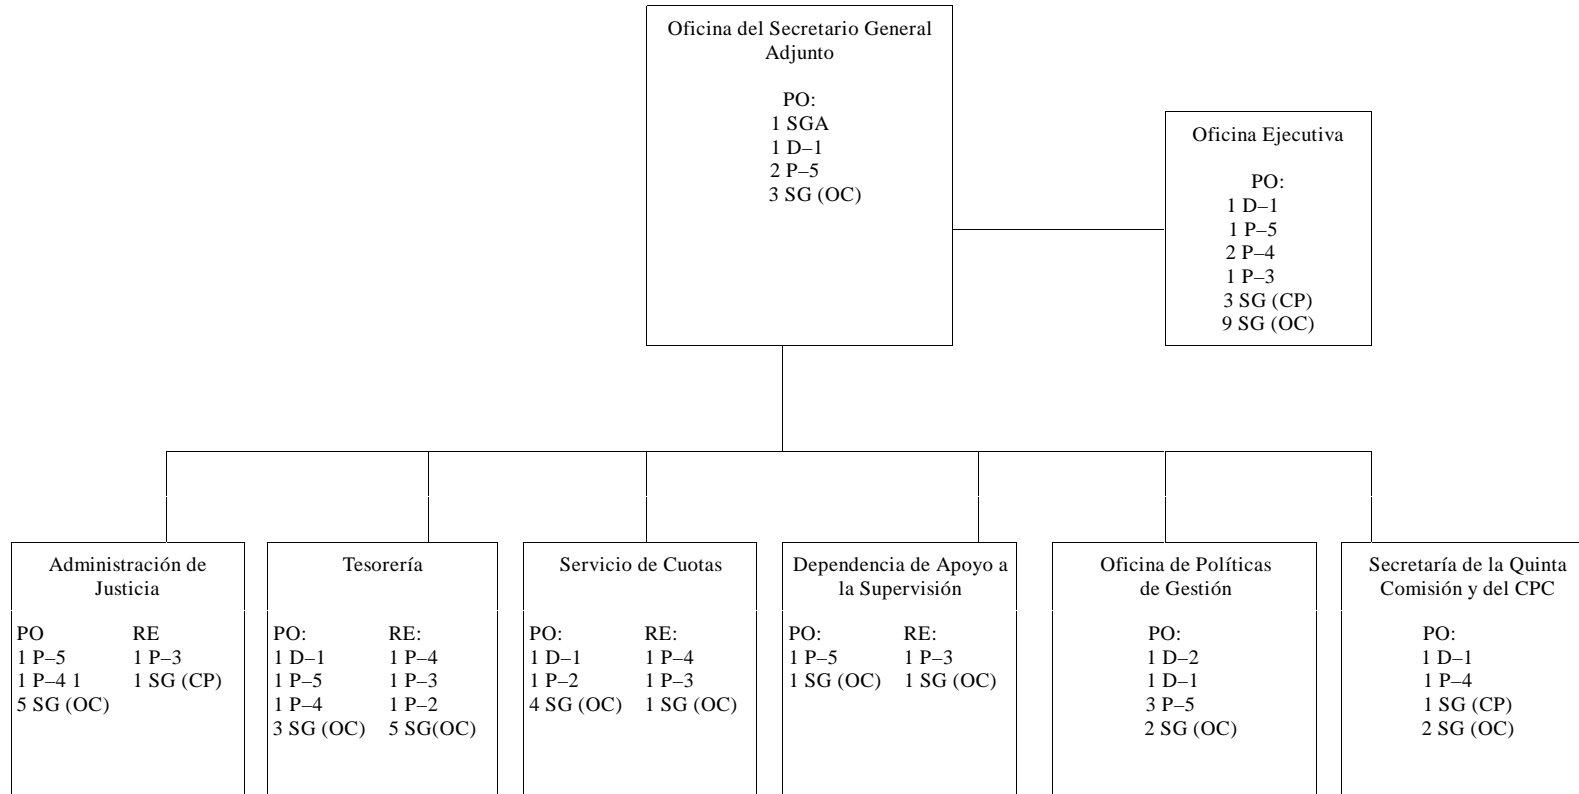 Oficina del Secretario General
Adjunto
PO:
1 SGA
1 D–1
2 P–5
3 SG (OC)
Oficina Ejecutiva
PO:
1 D–1
1 P–5
2 P–4
1 P–3
3 SG (CP)
9 SG (OC)
Administración de
Justicia
PO RE
1 P–5 1 P–3
1 P–4 1 1 SG (CP)
5 SG (OC)
Tesorería
PO: RE:
1 D–1 1 P–4
1 P–5 1 P–3
1 P–4 1 P–2
3 SG (OC) 5 SG(OC)
Servicio de Cuotas
PO: RE:
1 D–1 1 P–4
1 P–2 1 P–3
4 SG (OC) 1 SG (OC)
Dependencia de Apoyo a
la Supervisión
PO: RE:
1 P–5 1 P–3
1 SG (OC) 1 SG (OC)
Oficina de Políticas
de Gestión
PO:
1 D–2
1 D–1
3 P–5
2 SG (OC)
Secretaría de la Quinta
Comisión y del CPC
PO:
1 D–1
1 P–4
1 SG (CP)
2 SG (OC)